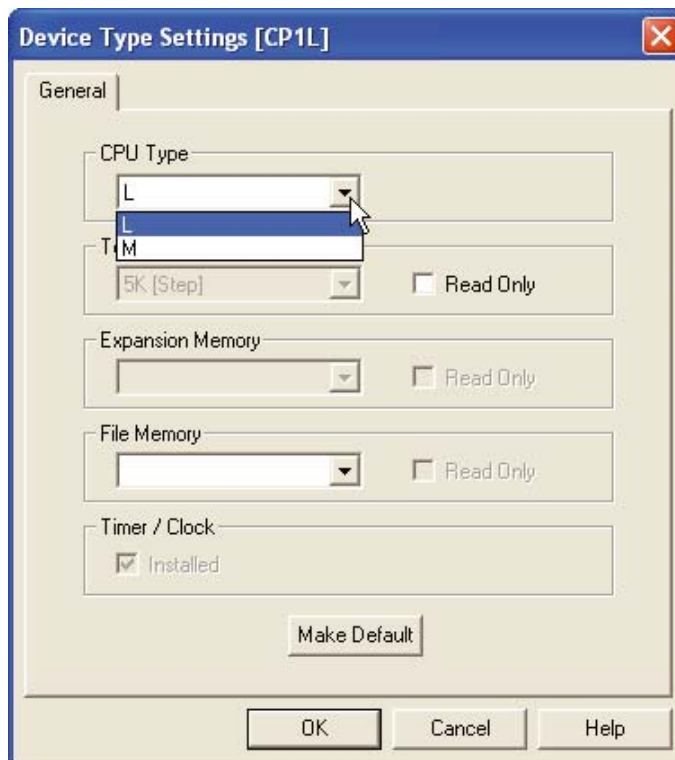 Device Type Settings [CP1L]
General
CPU Type
L
L
M
5K [Step]
Read Only
Expansion Memory
Read Only
File Memory
Read Only
Timer / Clock
Installed
Make Default
OK
Cancel
Help